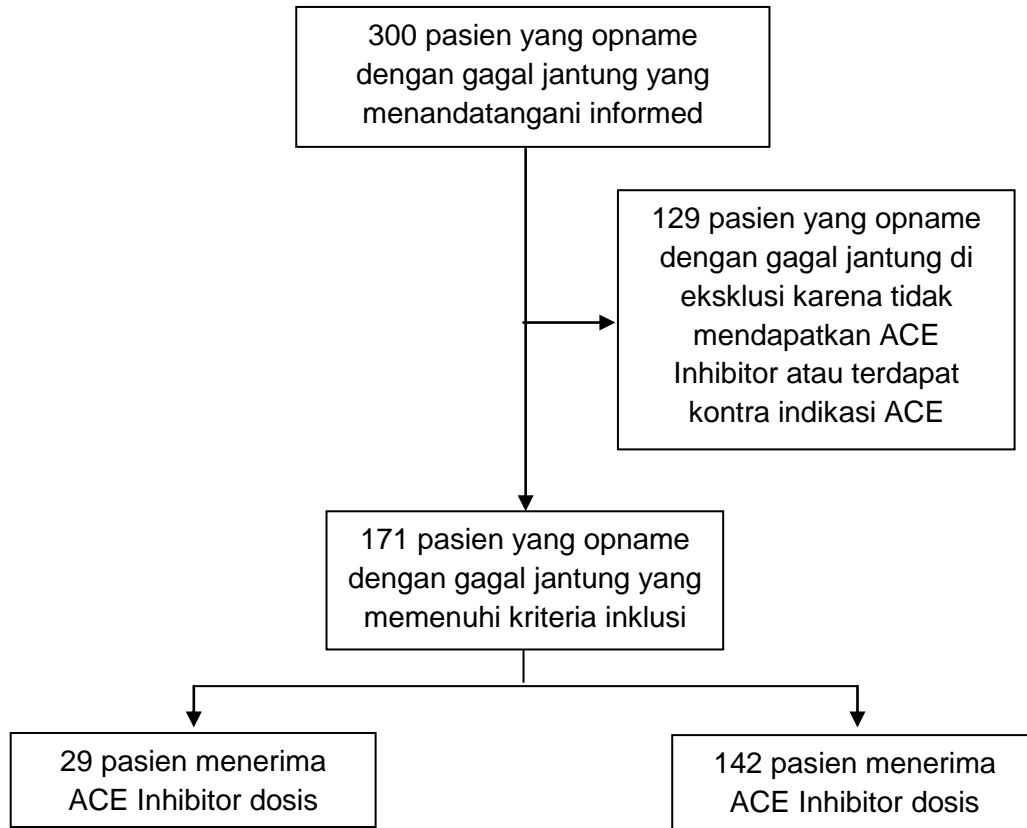 300 pasien yang opname
dengan gagal jantung yang
menandatangani informed
129 pasien yang opname
dengan gagal jantung di
eksklusi karena tidak
mendapatkan ACE
Inhibitor atau terdapat
kontra indikasi ACE
171 pasien yang opname
dengan gagal jantung yang
memenuhi kriteria inklusi
29 pasien menerima
ACE Inhibitor dosis
142 pasien menerima
ACE Inhibitor dosis